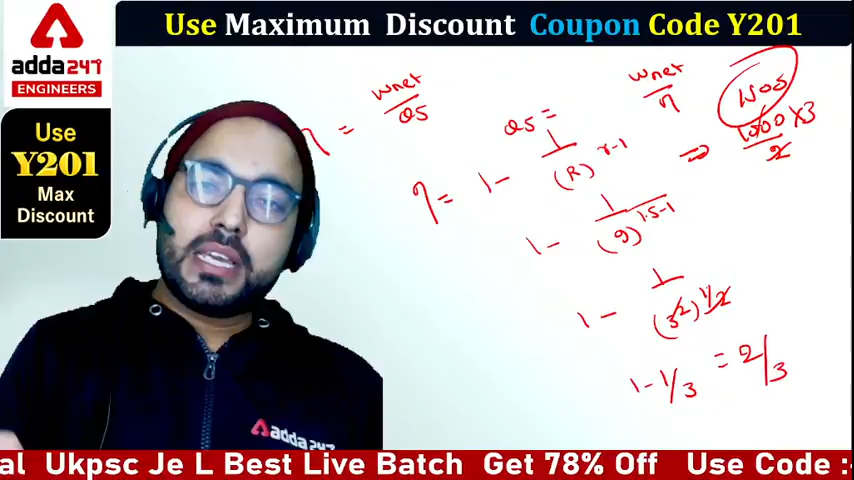 Use Maximum Discount Coupon Code Y201
adda247
ENGINEERS
Use
Y201
Max
Discount
η = Wnet/QS
QS = Wnet/η
1500
η = 1 - 1/(R)^γ-1
⇒ 1000 × 3/2
1 - 1/(9)^1.5-1
1 - 1/(3^2)^1/2
1 - 1/3 = 2/3
adda247
al Ukpsc Je L Best Live Batch Get 78% Off Use Code :-